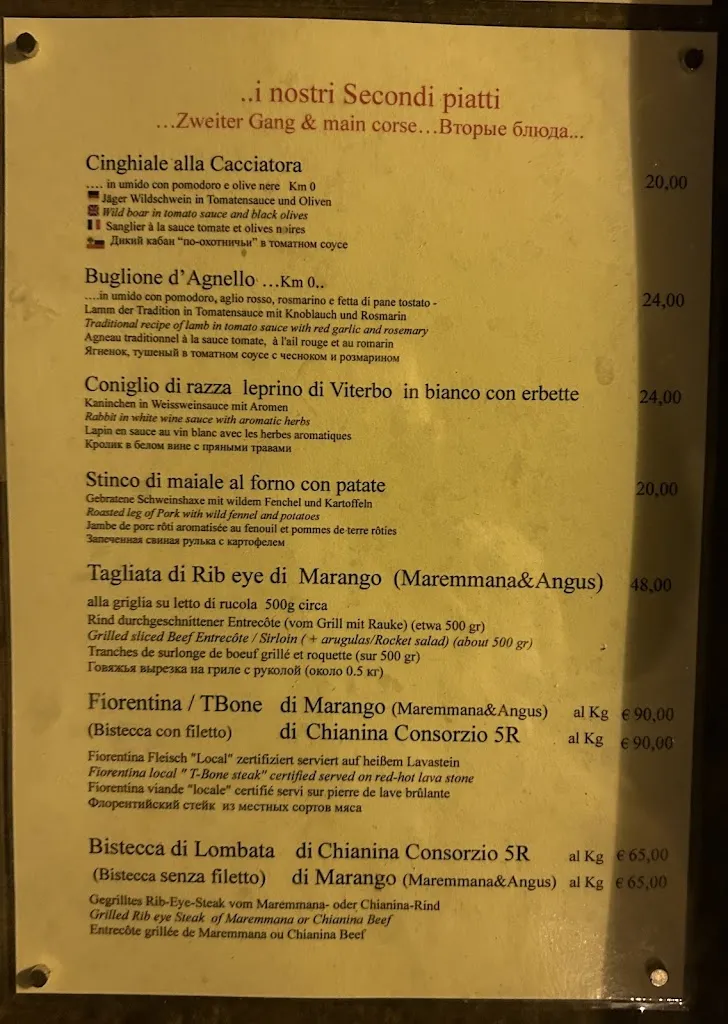 ..i nostri Secondi piatti
...Zweiter Gang & main corse...Вторые блюда...
Cinghiale alla Cacciatora 20,00
.... in umido con pomodoro e olive nere Km 0
Jäger Wildschwein in Tomatensauce und Oliven
Wild boar in tomato sauce and black olives
Sanglier à la sauce tomate et olives noires
Дикий кабан "по-охотничьи" в томатном соусе
Buglione d'Agnello ...Km 0.. 24,00
....in umido con pomodoro, aglio rosso, rosmarino e fetta di pane tostato -
Lamm der Tradition in Tomatensauce mit Knoblauch und Rosmarin
Traditional recipe of lamb in tomato sauce with red garlic and rosemary
Agneau traditionnel à la sauce tomate, à l'ail rouge et au romarin
Ягненок, тушеный в томатном соусе с чесноком и розмарином
Coniglio di razza leprino di Viterbo in bianco con erbette 24,00
Kaninchen in Weissweinsauce mit Aromen
Rabbit in white wine sauce with aromatic herbs
Lapin en sauce au vin blanc avec les herbes aromatiques
Кролик в белом вине с пряными травами
Stinco di maiale al forno con patate 20,00
Gebratene Schweinshaxe mit wildem Fenchel und Kartoffeln
Roasted leg of Pork with wild fennel and potatoes
Jambe de porc rôti aromatisée au fenouil et pommes de terre rôties
Запеченная свиная рулька с картофелем
Tagliata di Rib eye di Marango (Maremmana&Angus) 48,00
alla griglia su letto di rucola 500g circa
Rind durchgeschnittener Entrecôte (vom Grill mit Rauke) (etwa 500 gr)
Grilled sliced Beef Entrecôte / Sirloin ( + arugulas/Rocket salad) (about 500 gr)
Tranches de surlonge de boeuf grillé et roquette (sur 500 gr)
Говяжья вырезка на гриле с руколой (около 0.5 кг)
Fiorentina / TBone di Marango (Maremmana&Angus) al Kg € 90,00
(Bistecca con filetto) di Chianina Consorzio 5R al Kg € 90,00
Fiorentina Fleisch "Local" zertifiziert serviert auf heißem Lavastein
Fiorentina local " T-Bone steak" certified served on red-hot lava stone
Fiorentina viande "locale" certifié servi sur pierre de lave brûlante
Флорентийский стейк из местных сортов мяса
Bistecca di Lombata di Chianina Consorzio 5R al Kg € 65,00
(Bistecca senza filetto) di Marango (Maremmana&Angus) al Kg € 65,00
Gegrilltes Rib-Eye-Steak vom Maremmana- oder Chianina-Rind
Grilled Rib eye Steak of Maremmana or Chianina Beef
Entrecôte grillée de Maremmana ou Chianina Beef